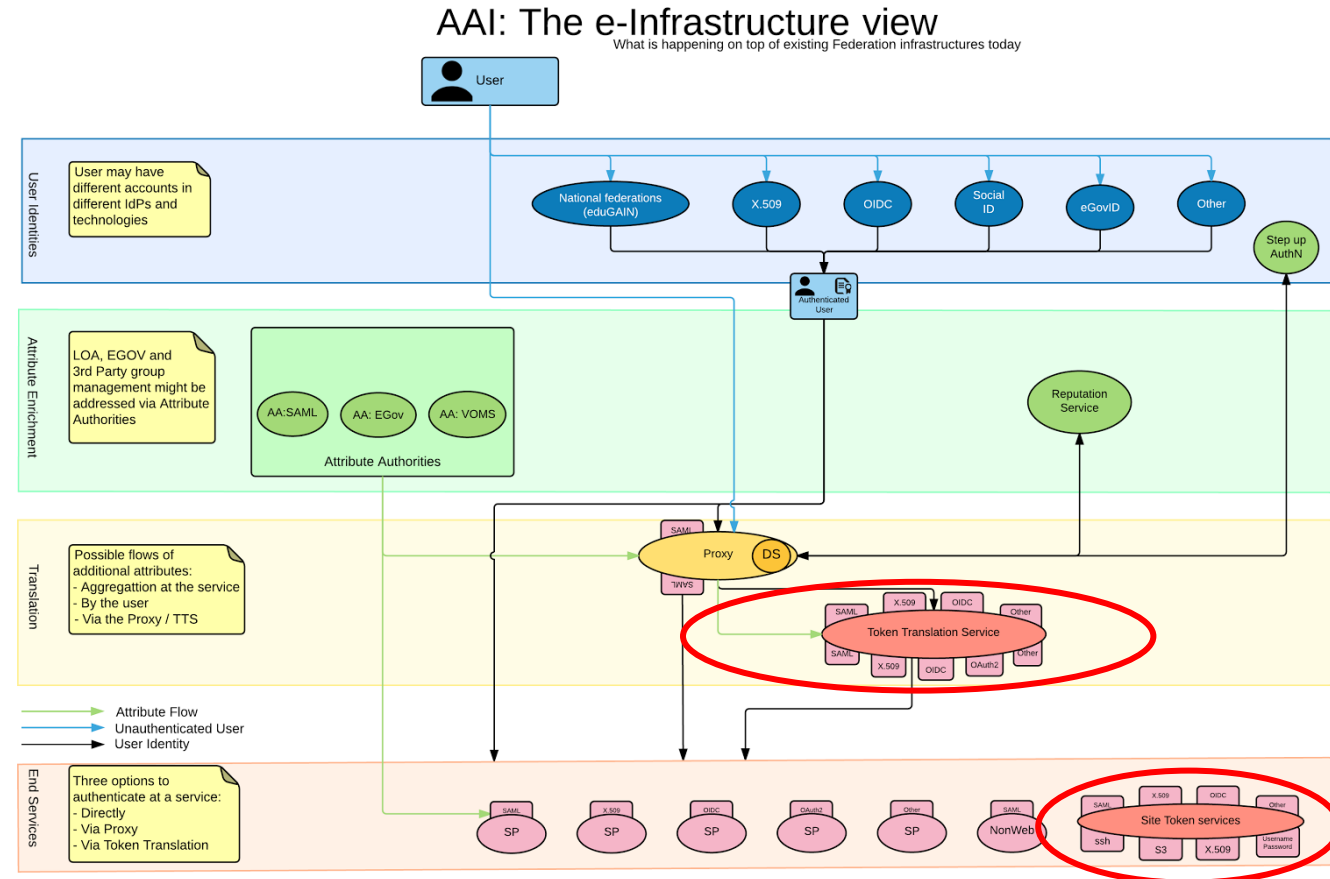 AAI: The e-Infrastructure view
What is happening on top of existing Federation infrastructures today
User
User Identities
User may have
different accounts in
different IdPs and
technologies
National federations
(eduGAIN)
X.509
OIDC
Social
ID
eGovID
Other
Step up
AuthN
Authenticated
User
Attribute Enrichment
LOA, EGOV and
3rd Party group
management might be
addressed via Attribute
Authorities
AA:SAML
AA: EGov
AA: VOMS
Attribute Authorities
Reputation
Service
Translation
Possible flows of
additional attributes:
- Aggregattion at the service
- By the user
- Via the Proxy / TTS
SAML
Proxy
DS
SAML
SAML
X.509
OIDC
Other
Token Translation Service
SAML
X.509
OIDC
OAuth2
Other
Attribute Flow
Unauthenticated User
User Identity
End Services
Three options to
authenticate at a service:
- Directly
- Via Proxy
- Via Token Translation
SAML
SP
X.509
SP
OIDC
SP
OAuth2
SP
Other
SP
SAML
NonWeb
SAML
X.509
OIDC
Other
Site Token services
ssh
S3
X.509
Username
Password